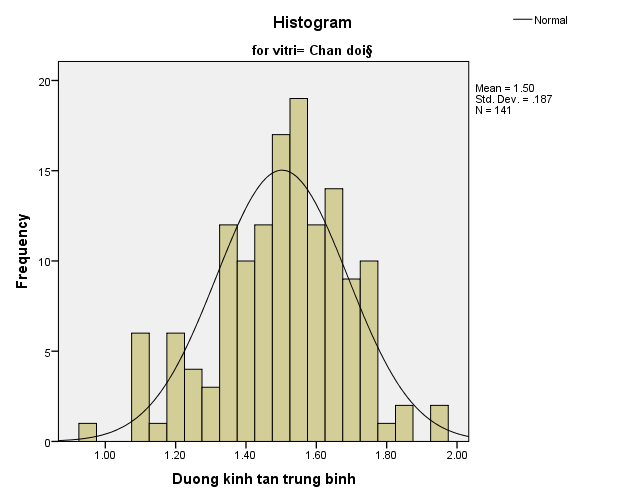 Histogram
Normal
for vitri= Chan doi§
Mean = 1.50
Std. Dev. = .187
N = 141
Frequency
20
15
10
5
0
1.00 1.20 1.40 1.60 1.80 2.00
Duong kinh tan trung binh